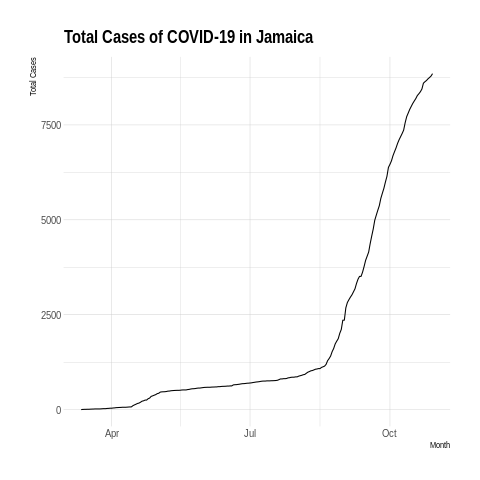 Total Cases of COVID-19 in Jamaica
Total Cases
7500
5000
2500
0
Apr Jul Oct
Month